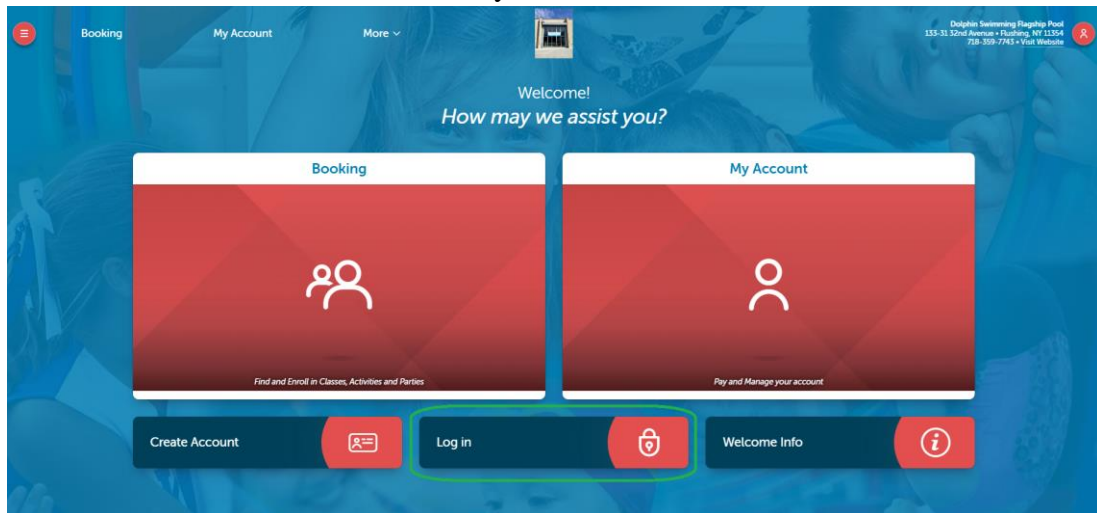 Booking
My Account
More
Dolphin Swimming Flagship Pool
133-31 32nd Avenue • Flushing, NY 11354
718-359-7743 • Visit Website
Welcome!
How may we assist you?
Booking
My Account
Find and Enroll in Classes, Activities and Parties
Pay and Manage your account
Create Account
Log in
Welcome Info